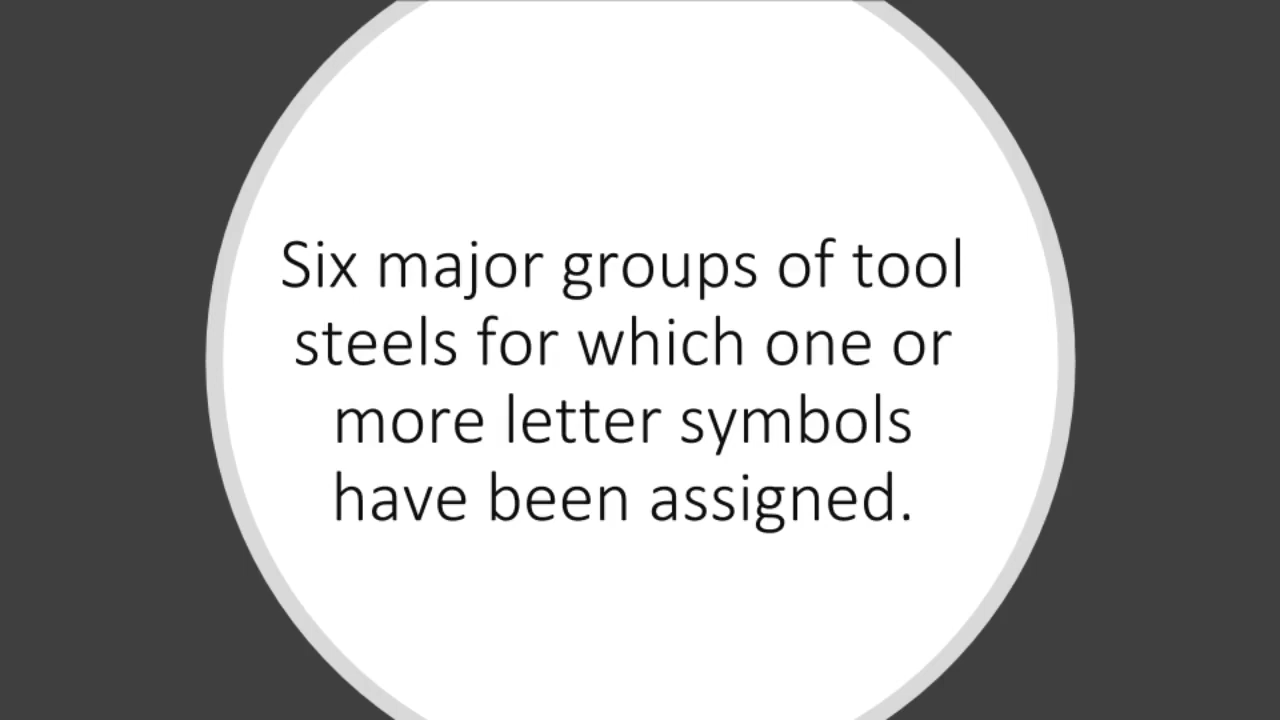 Six major groups of tool
steels for which one or
more letter symbols
have been assigned.